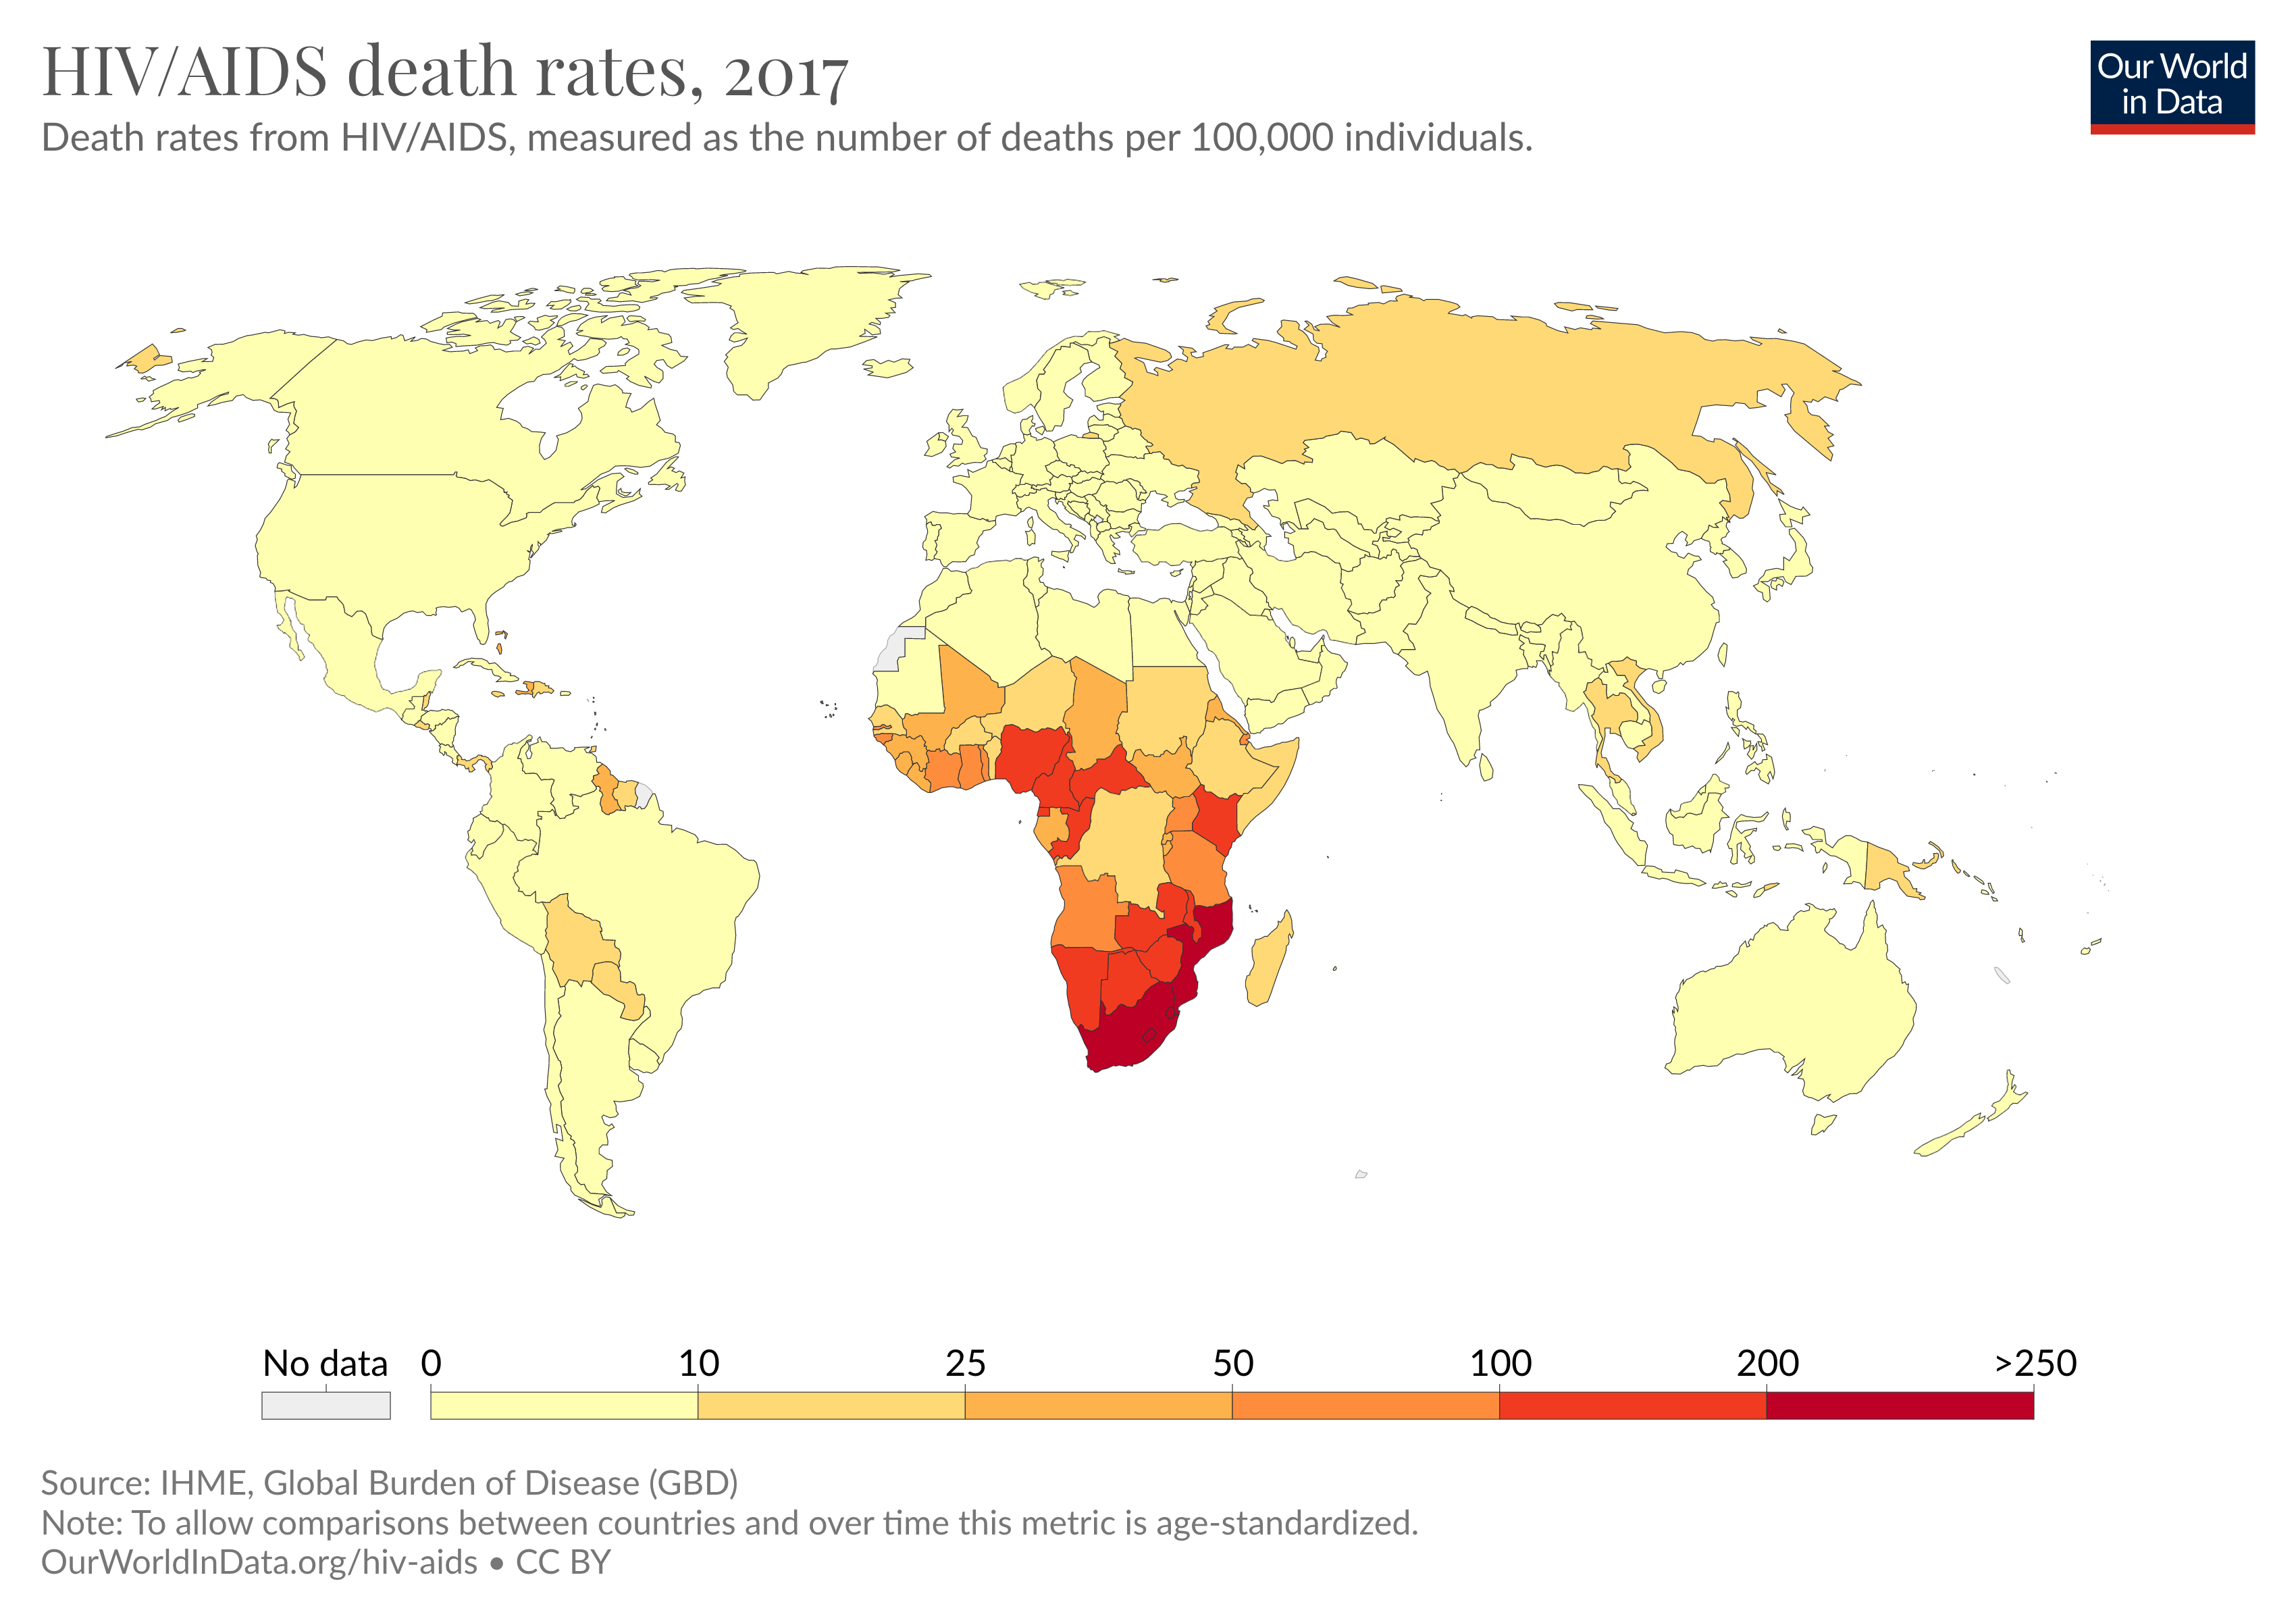 HIV/AIDS death rates, 2017
Death rates from HIV/AIDS, measured as the number of deaths per 100,000 individuals.
Our World
in Data
No data 0 10 25 50 100 200 >250
Source: IHME, Global Burden of Disease (GBD)
Note: To allow comparisons between countries and over time this metric is age-standardized.
OurWorldInData.org/hiv-aids • CC BY